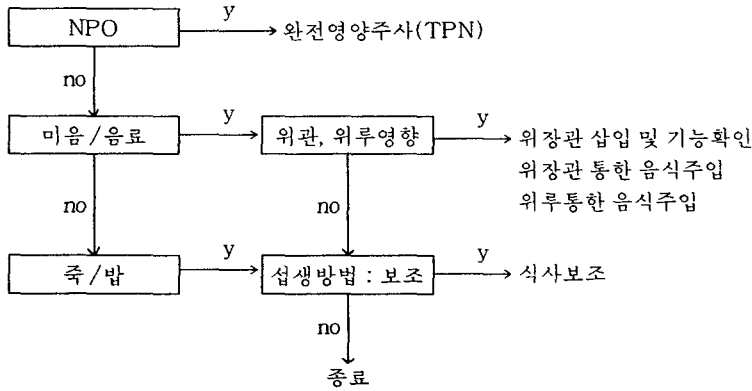 NPO
y
완전영양주사(TPN)
no
미음/음료
y
위관, 위루영향
y
위장관 삽입 및 기능확인
위장관 통한 음식주입
위루통한 음식주입
no
no
죽/밥
y
섭생방법 : 보조
y
식사보조
no
종료